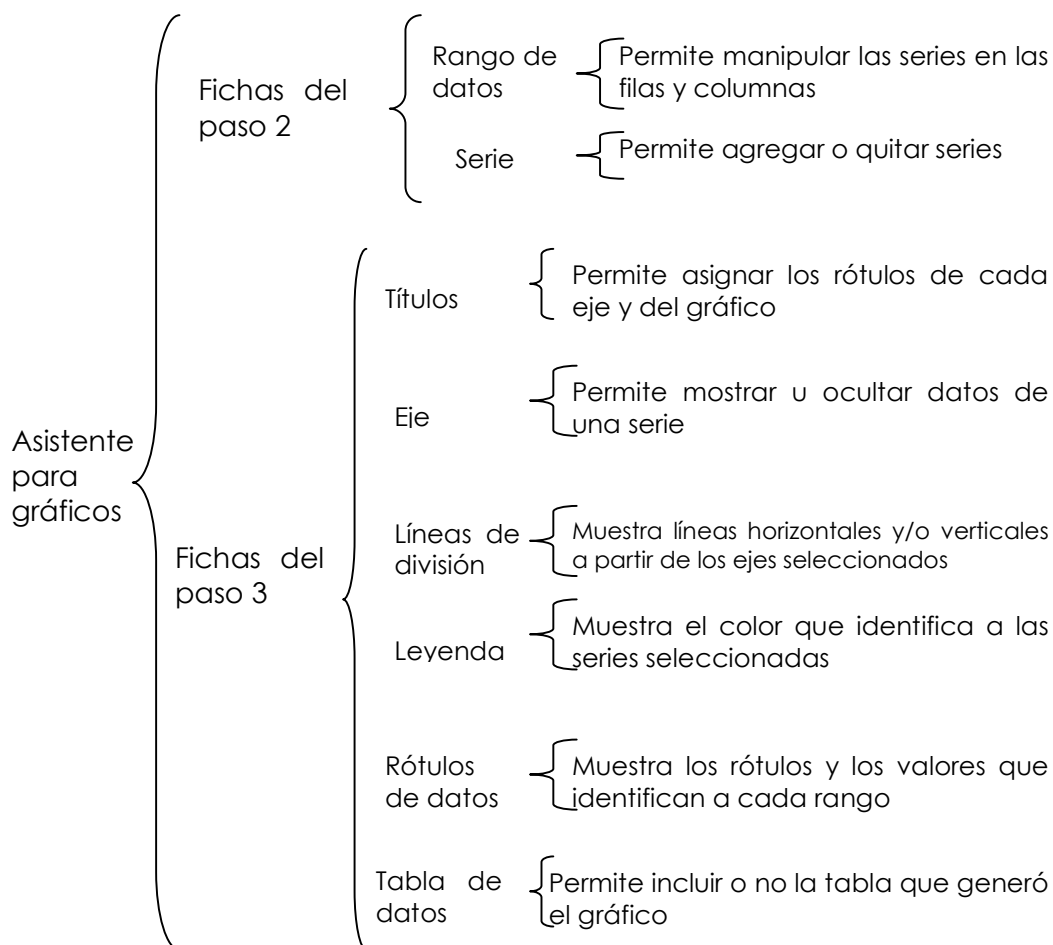 Asistente
para
gráficos
Fichas del
paso 2
Rango de
datos
Permite manipular las series en las
filas y columnas
Serie
Permite agregar o quitar series
Fichas del
paso 3
Títulos
Permite asignar los rótulos de cada
eje y del gráfico
Eje
Permite mostrar u ocultar datos de
una serie
Líneas de
división
Muestra líneas horizontales y/o verticales
a partir de los ejes seleccionados
Leyenda
Muestra el color que identifica a las
series seleccionadas
Rótulos
de datos
Muestra los rótulos y los valores que
identifican a cada rango
Tabla de
datos
Permite incluir o no la tabla que generó
el gráfico